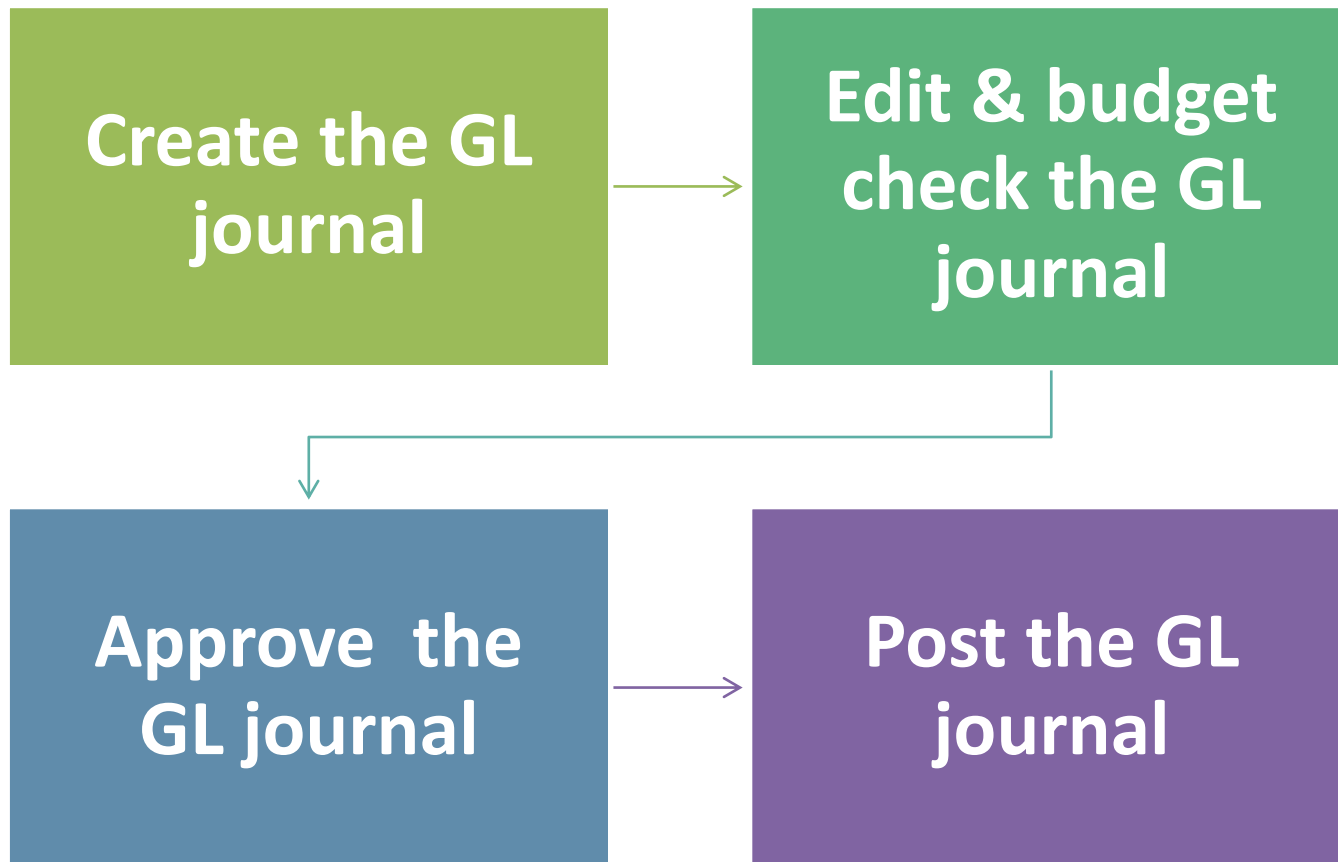 Create the GL
journal
Edit & budget
check the GL
journal
Approve  the
GL journal
Post the GL
journal